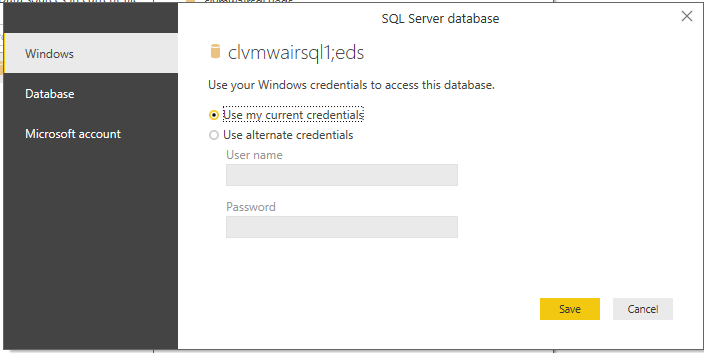 SQL Server database
Windows
Database
Microsoft account
clvmwairsql1;eds
Use your Windows credentials to access this database.
Use my current credentials
Use alternate credentials
User name
Password
Save
Cancel